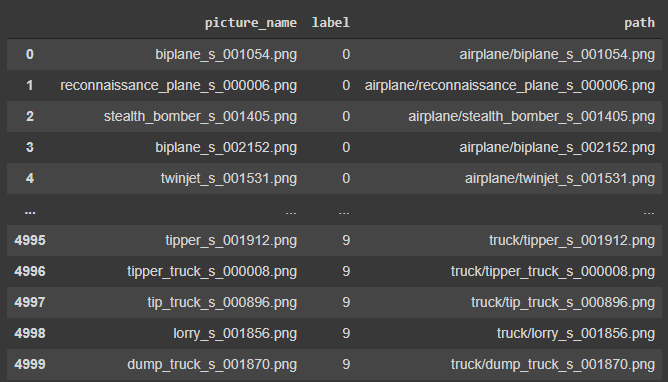 picture_name label path
0 biplane_s_001054.png 0 airplane/biplane_s_001054.png
1 reconnaissance_plane_s_000006.png 0 airplane/reconnaissance_plane_s_000006.png
2 stealth_bomber_s_001405.png 0 airplane/stealth_bomber_s_001405.png
3 biplane_s_002152.png 0 airplane/biplane_s_002152.png
4 twinjet_s_001531.png 0 airplane/twinjet_s_001531.png
... ... ... ...
4995 tipper_s_001912.png 9 truck/tipper_s_001912.png
4996 tipper_truck_s_000008.png 9 truck/tipper_truck_s_000008.png
4997 tip_truck_s_000896.png 9 truck/tip_truck_s_000896.png
4998 lorry_s_001856.png 9 truck/lorry_s_001856.png
4999 dump_truck_s_001870.png 9 truck/dump_truck_s_001870.png